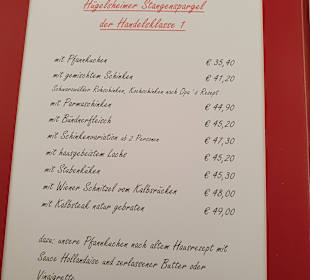 Hügelsheimer Stangenspargel
der Handelsklasse 1
mit Pfannkuchen € 35,40
mit gemischtem Schinken € 41,20
Schwarzwälder Rohschinken, Kochschinken nach Opa´s Rezept
mit Parmaschinken € 44,90
mit Bündnerfleisch € 45,20
mit Schinkenvariation ab 2 Personen € 47,30
mit hausgebeiztem Lachs € 45,20
mit Stubenküken € 45,30
mit Wiener Schnitzel vom Kalbsrücken € 48,00
mit Kalbsteak natur gebraten € 49,00
dazu: unsere Pfannkuchen nach altem Hausrezept mit
Sauce Hollandaise und zerlassener Butter oder
Vinaigrette